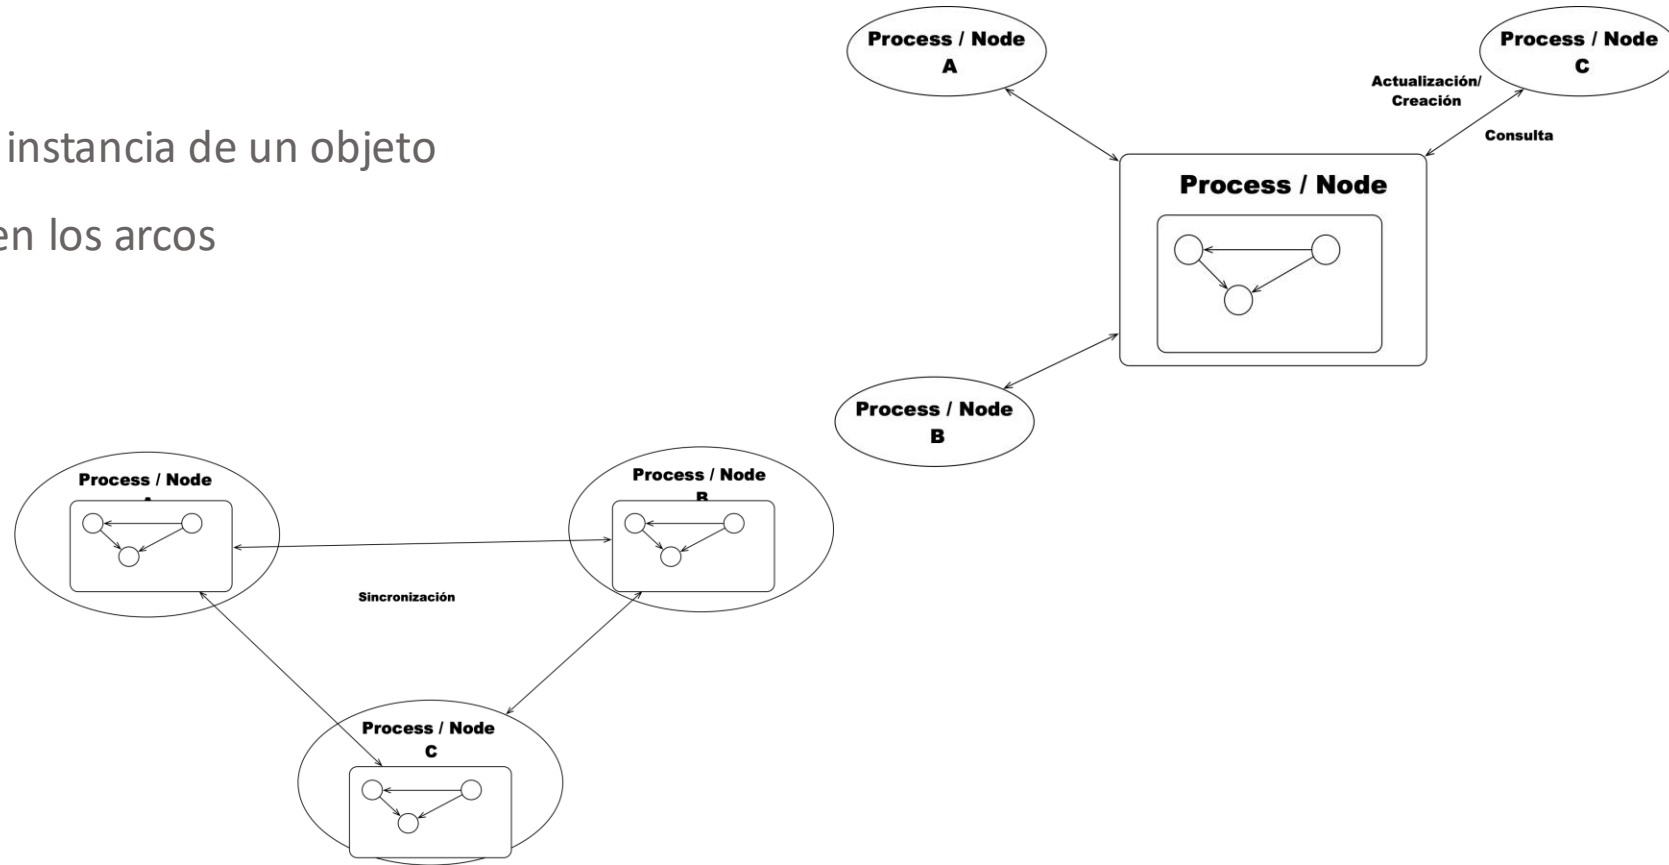 instancia de un objeto
en los arcos
Process / Node
A
Process / Node
C
Actualización/
Creación
Consulta
Process / Node
Process / Node
B
Process / Node
Process / Node
B
Sincronización
Process / Node
C